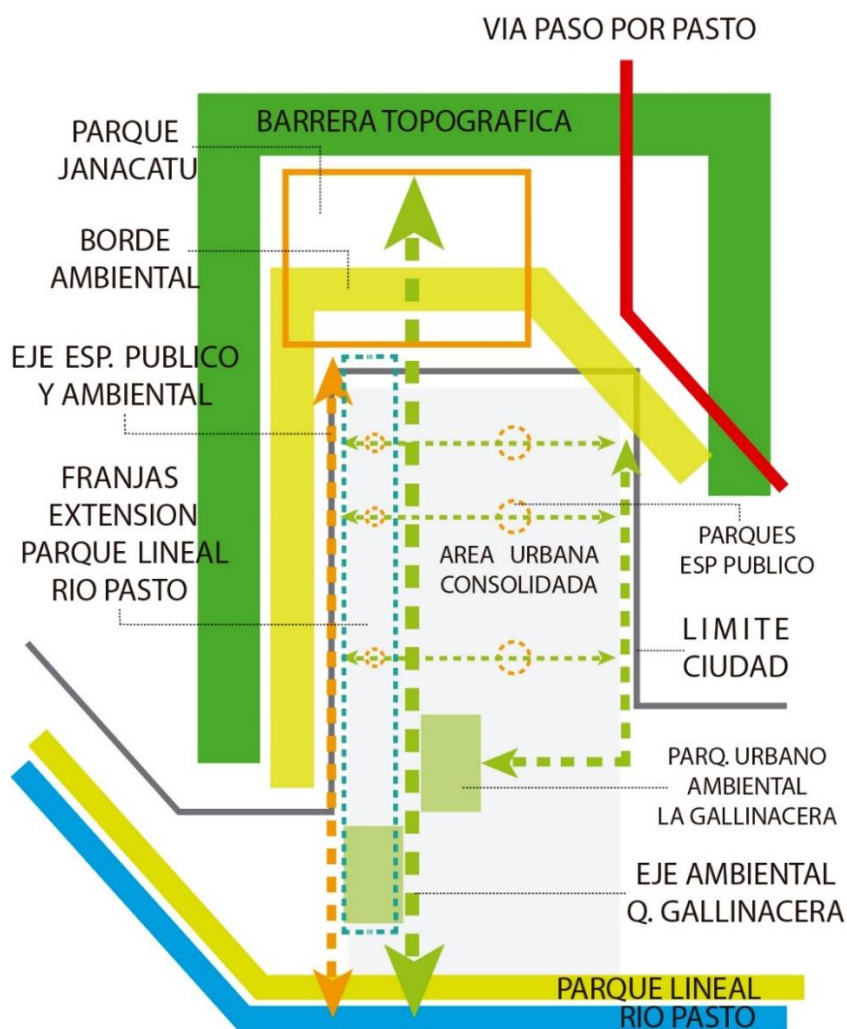 VIA PASO POR PASTO
BARRERA TOPOGRAFICA
PARQUE
JANACATU
BORDE
AMBIENTAL
EJE ESP. PUBLICO
Y AMBIENTAL
FRANJAS
EXTENSION
PARQUE LINEAL
RIO PASTO
AREA URBANA
CONSOLIDADA
PARQUES
ESP PUBLICO
LIMITE
CIUDAD
PARQ. URBANO
AMBIENTAL
LA GALLINACERA
EJE AMBIENTAL
Q. GALLINACERA
PARQUE LINEAL
RIO PASTO